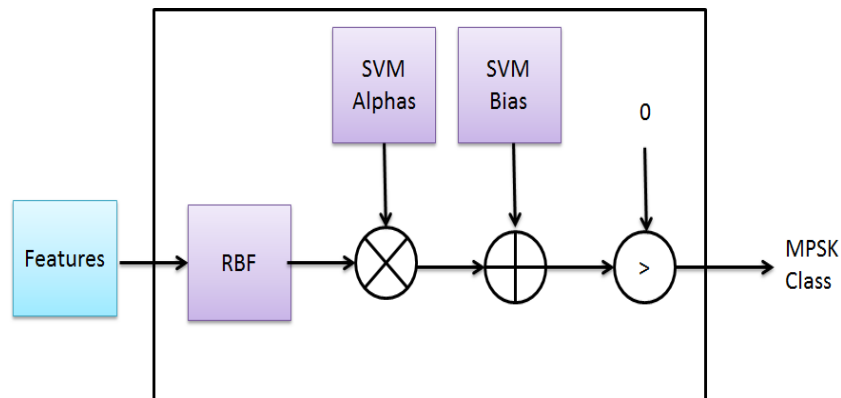 SVM
Alphas
SVM
Bias
0
Features
RBF
>
MPSK
Class